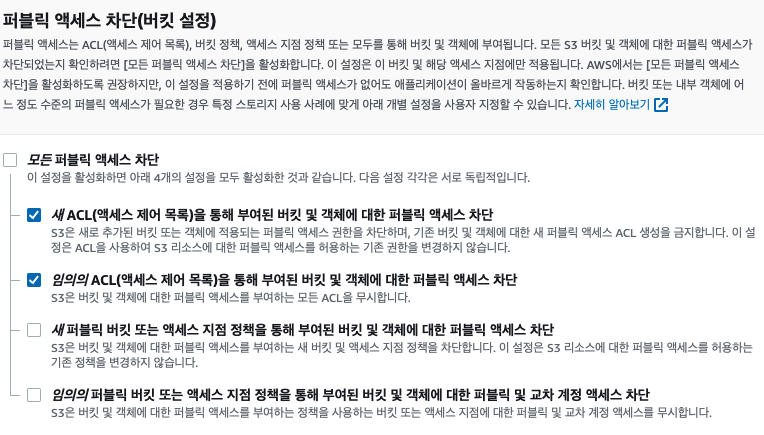 퍼블릭 액세스 차단(버킷 설정)
퍼블릭 액세스는 ACL(액세스 제어 목록), 버킷 정책, 액세스 지점 정책 또는 모두를 통해 버킷 및 객체에 부여됩니다. 모든 S3 버킷 및 객체에 대한 퍼블릭 액세스가
차단되었는지 확인하려면 [모든 퍼블릭 액세스 차단]을 활성화합니다. 이 설정은 이 버킷 및 해당 액세스 지점에만 적용됩니다. AWS에서는 [모든 퍼블릭 액세스
차단]을 활성화하도록 권장하지만, 이 설정을 적용하기 전에 퍼블릭 액세스가 없어도 애플리케이션이 올바르게 작동하는지 확인합니다. 버킷 또는 내부 객체에 어
느 정도 수준의 퍼블릭 액세스가 필요한 경우 특정 스토리지 사용 사례에 맞게 아래 개별 설정을 사용자 지정할 수 있습니다. 자세히 알아보기
모든 퍼블릭 액세스 차단
이 설정을 활성화하면 아래 4개의 설정을 모두 활성화한 것과 같습니다. 다음 설정 각각은 서로 독립적입니다.
새 ACL(액세스 제어 목록)을 통해 부여된 버킷 및 객체에 대한 퍼블릭 액세스 차단
S3은 새로 추가된 버킷 또는 객체에 적용되는 퍼블릭 액세스 권한을 차단하며, 기존 버킷 및 객체에 대한 새 퍼블릭 액세스 ACL 생성을 금지합니다. 이 설
정은 ACL을 사용하여 S3 리소스에 대한 퍼블릭 액세스를 허용하는 기존 권한을 변경하지 않습니다.
임의의 ACL(액세스 제어 목록)을 통해 부여된 버킷 및 객체에 대한 퍼블릭 액세스 차단
S3은 버킷 및 객체에 대한 퍼블릭 액세스를 부여하는 모든 ACL을 무시합니다.
새 퍼블릭 버킷 또는 액세스 지점 정책을 통해 부여된 버킷 및 객체에 대한 퍼블릭 액세스 차단
S3은 버킷 및 객체에 대한 퍼블릭 액세스를 부여하는 새 버킷 및 액세스 지점 정책을 차단합니다. 이 설정은 S3 리소스에 대한 퍼블릭 액세스를 허용하는
기존 정책을 변경하지 않습니다.
임의의 퍼블릭 버킷 또는 액세스 지점 정책을 통해 부여된 버킷 및 객체에 대한 퍼블릭 및 교차 계정 액세스 차단
S3은 버킷 및 객체에 대한 퍼블릭 액세스를 부여하는 정책을 사용하는 버킷 또는 액세스 지점에 대한 퍼블릭 및 교차 계정 액세스를 무시합니다.